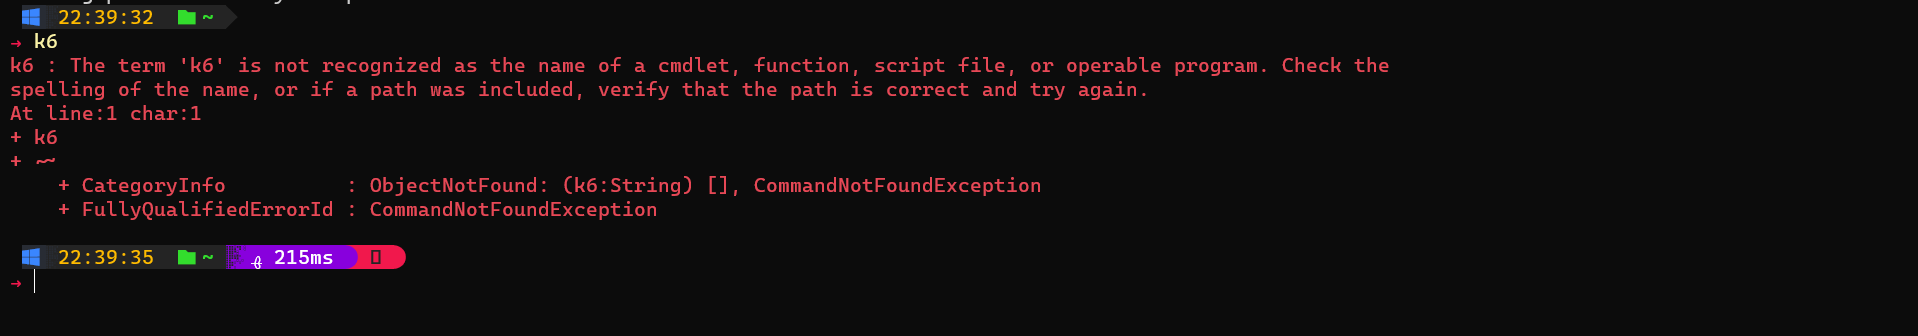 22:39:32 ~
→ k6
k6 : The term 'k6' is not recognized as the name of a cmdlet, function, script file, or operable program. Check the
spelling of the name, or if a path was included, verify that the path is correct and try again.
At line:1 char:1
+ k6
+ ~~
    + CategoryInfo          : ObjectNotFound: (k6:String) [], CommandNotFoundException
    + FullyQualifiedErrorId : CommandNotFoundException
22:39:35 ~ 215ms
→